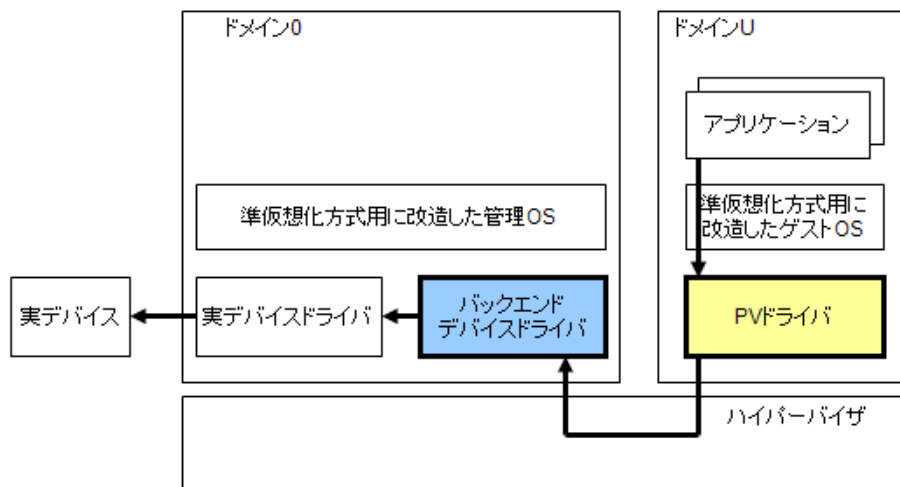 ドメイン0
ドメインU
アプリケーション
準仮想化方式用に改造した管理OS
準仮想化方式用に
改造したゲストOS
実デバイス
実デバイスドライバ
バックエンド
デバイスドライバ
PVドライバ
ハイパーバイザ